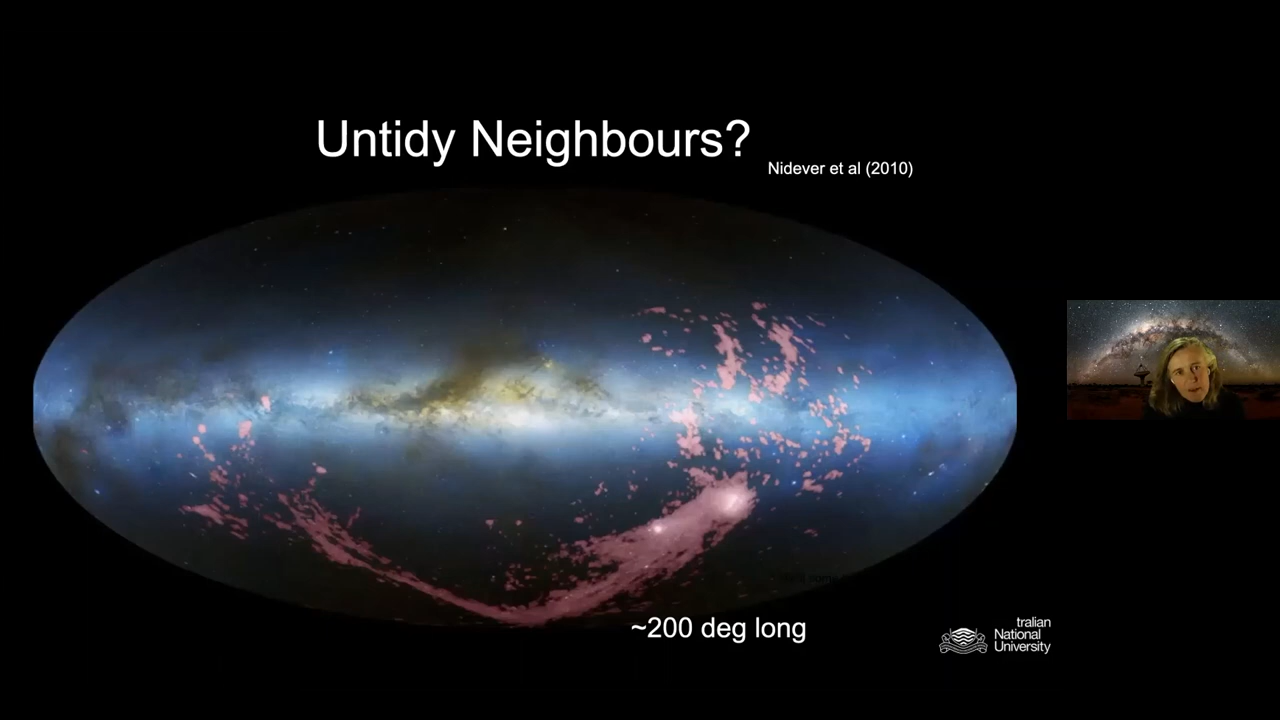 Untidy Neighbours?
Nidever et al (2010)
~200 deg long
tralian
National
University